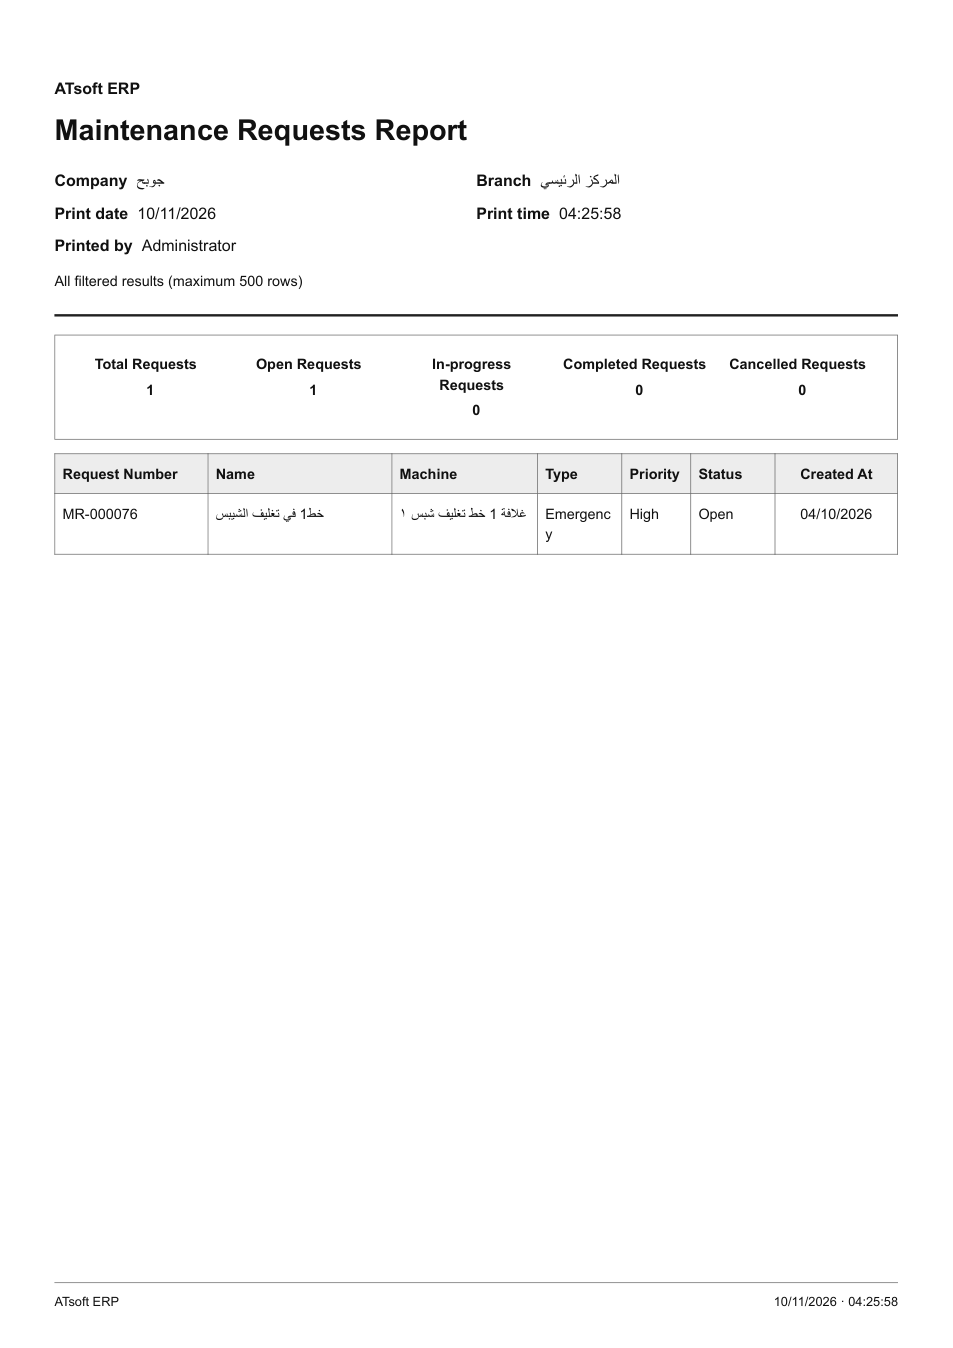 ATsoft ERP
Maintenance Requests Report
Company جوبح
Branch المركز الرئيسي
Print date 10/11/2026
Print time 04:25:58
Printed by Administrator
All filtered results (maximum 500 rows)
Total Requests
1
Open Requests
1
In-progress
Requests
0
Completed Requests
0
Cancelled Requests
0
Request Number Name Machine Type Priority Status Created At
MR-000076 خط1 في تغليف الشيبس غلافة 1 خط تغليف شبس ١ Emergenc High Open 04/10/2026
y
ATsoft ERP 10/11/2026 · 04:25:58